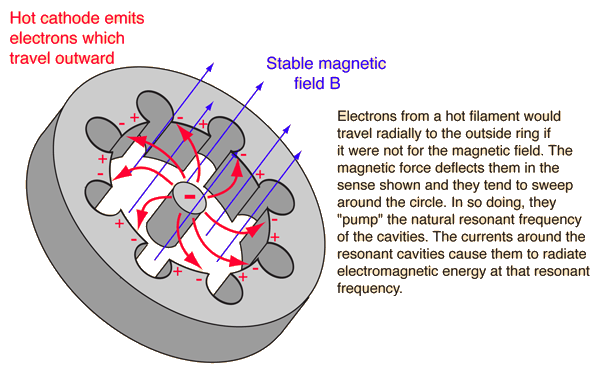 Hot cathode emits
electrons which
travel outward
Stable magnetic
field B
Electrons from a hot filament would
travel radially to the outside ring if
it were not for the magnetic field. The
magnetic force deflects them in the
sense shown and they tend to sweep
around the circle. In so doing, they
"pump" the natural resonant frequency
of the cavities. The currents around the
resonant cavities cause them to radiate
electromagnetic energy at that resonant
frequency.